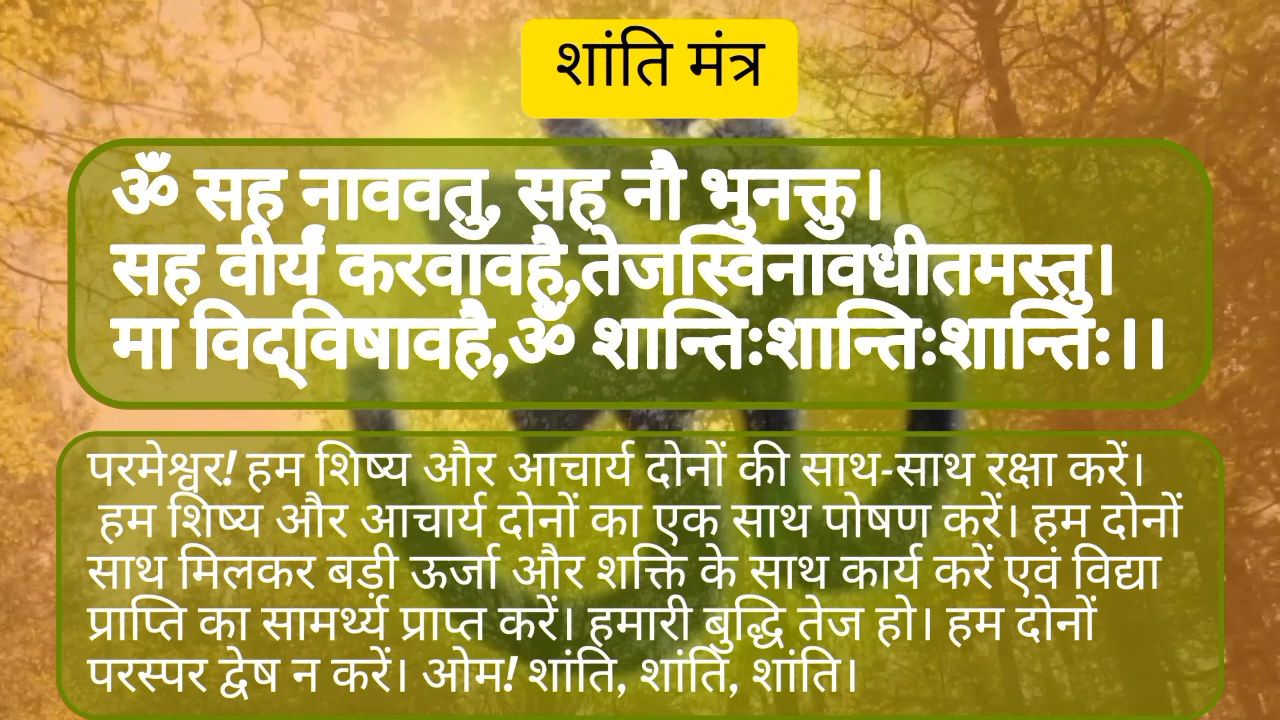 शांति मंत्र
ॐ सह नाववतु, सह नौ भुनक्तु।
सह वीर्यं करवावहै,तेजस्विनावधीतमस्तु।
मा विद्‌विषावहै,ॐ शान्तिःशान्तिःशान्तिः।।
परमेश्वर! हम शिष्य और आचार्य दोनों की साथ-साथ रक्षा करें।
हम शिष्य और आचार्य दोनों का एक साथ पोषण करें। हम दोनों
साथ मिलकर बड़ी ऊर्जा और शक्ति के साथ कार्य करें एवं विद्या
प्राप्ति का सामर्थ्य प्राप्त करें। हमारी बुद्धि तेज हो। हम दोनों
परस्पर द्वेष न करें। ओम! शांति, शांति, शांति।